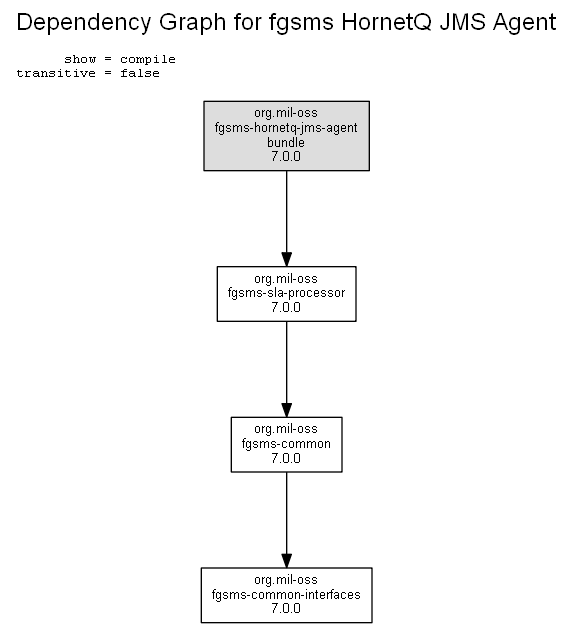 Dependency Graph for fgsms HornetQ JMS Agent
show = compile
transitive = false
org.mil-oss
fgsms-hornetq-jms-agent
bundle
7.0.0
org.mil-oss
fgsms-sla-processor
7.0.0
org.mil-oss
fgsms-common
7.0.0
org.mil-oss
fgsms-common-interfaces
7.0.0